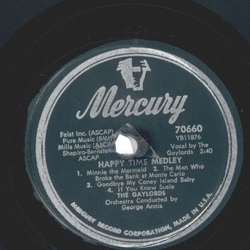 Mercury
Feist Inc. (ASCAP)
Pure Music (BMI)
Mills Music (ASCAP)
Shapiro-Bernstein
ASCAP
70660
YB11876
Vocal by The
Gaylords 2:40
HAPPY TIME MEDLEY
1. Minnie the Mermaid 2. The Man Who
Broke the Bank at Monte Carlo
3. Goodbye My Coney Island Baby
4. If You Knew Susie
THE GAYLORDS
Orchestra Conducted by
George Annis
MERCURY RECORD CORPORATION, MADE IN U.S.A.